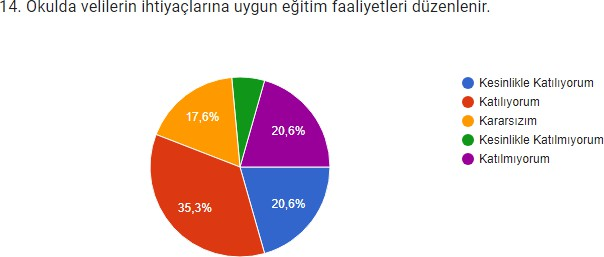 14. Okulda velilerin ihtiyaçlarına uygun eğitim faaliyetleri düzenlenir.
Kesinlikle Katılıyorum
Katılıyorum
Kararsızım
Kesinlikle Katılmıyorum
Katılmıyorum
17,6%
20,6%
35,3%
20,6%